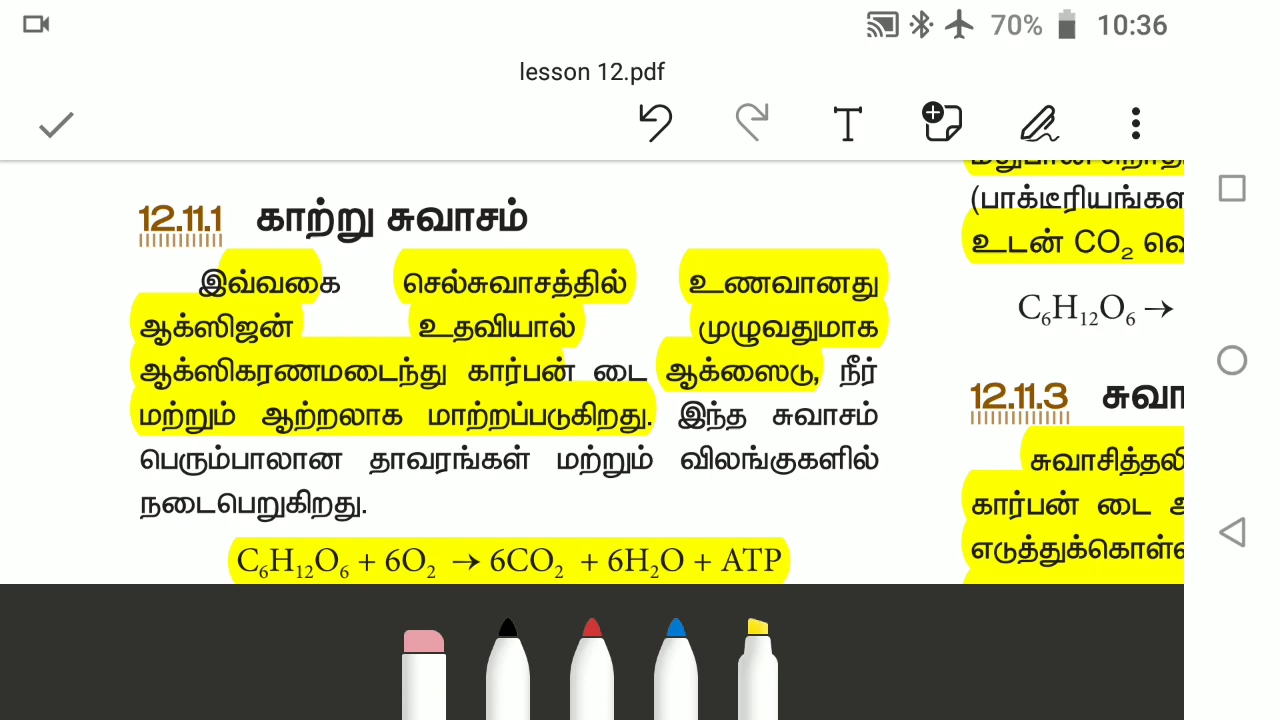 70% 10:36
lesson 12.pdf
12.11.1 காற்று சுவாசம்
இவ்வகை செல்சுவாசத்தில் உணவானது
ஆக்ஸிஜன் உதவியால் முழுவதுமாக
ஆக்ஸிகரணமடைந்து கார்பன் டை ஆக்ஸைடு, நீர்
மற்றும் ஆற்றலாக மாற்றப்படுகிறது. இந்த சுவாசம்
பெரும்பாலான தாவரங்கள் மற்றும் விலங்குகளில்
நடைபெறுகிறது.
C₆H₁₂O₆ + 6O₂ → 6CO₂ + 6H₂O + ATP
(பாக்டீரியங்கள
உடன் CO₂ வெ
C₆H₁₂O₆ →
12.11.3 சுவா
சுவாசித்தலி
கார்பன் டை
எடுத்துக்கொள்